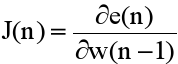 J(n) = ∂e(n) / ∂w(n − 1)